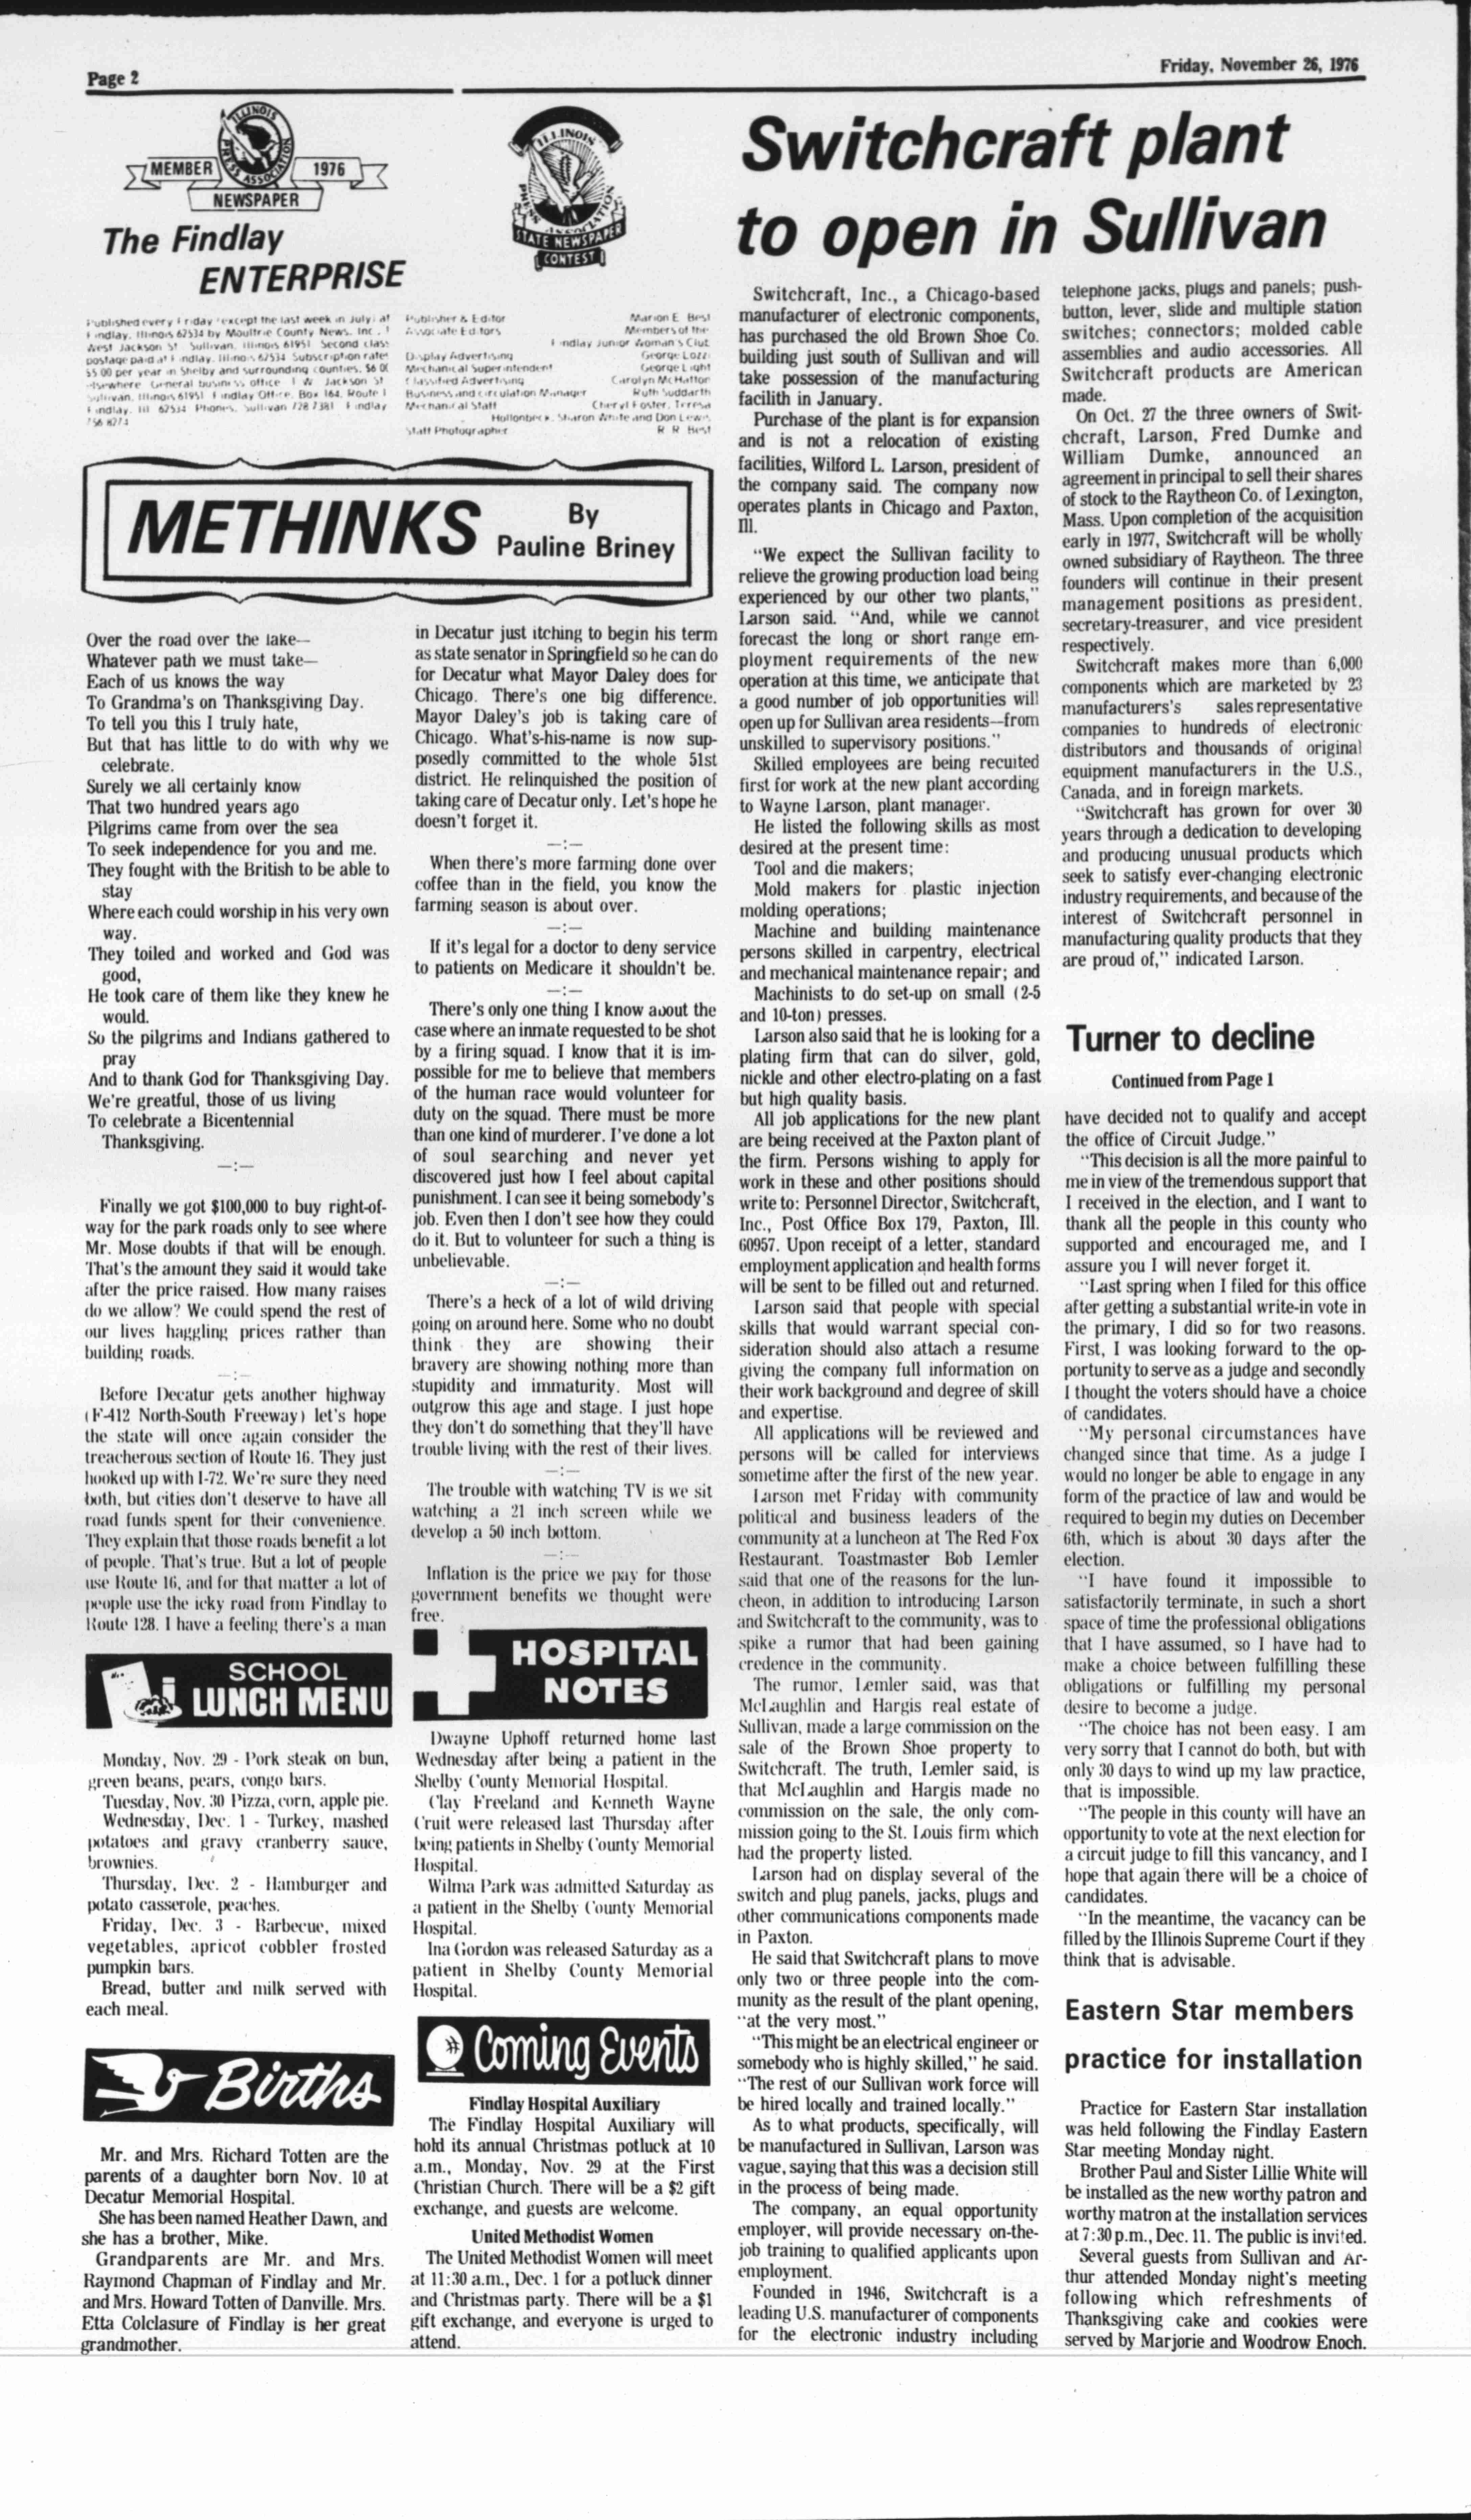 Page 2
Friday, November 26, 1976
ILLINOIS
PRESS ASSOCIATION
MEMBER
1976
NEWSPAPER
The Findlay
ENTERPRISE
ILLINOIS
PRESS ASSOCIATION
STATE NEWSPAPER
CONTEST
Published every Friday (except the last week in July) at
Findlay, Illinois 62534 by Moultrie County News, Inc., 1
West Jackson St. Sullivan, Illinois 61951. Second class
postage paid at Findlay, Illinois 62534 Subscription rates
$5.00 per year in Shelby and surrounding counties, $6.00
elsewhere General business office 1 W Jackson St
Sullivan, Illinois 61951 Findlay Office, Box 164, Route 1
Findlay, Ill 62534 Phones, Sullivan 728 7381 Findlay
756 8274
Publisher & Editor Marion E. Best
Associate Editors Members of the
Findlay Junior Woman's Club
Display Advertising George Lozzi
Mechanical Superintendent George Light
Classified Advertising Carolyn McHatton
Business and circulation Manager Ruth Suddarth
Mechanical Staff Cheryl Foster, Teresa
Hollonbeck, Sharon White and Don Lewis
Staff Photographer R R Best
METHINKS
By
Pauline Briney
Over the road over the lake—
Whatever path we must take—
Each of us knows the way
To Grandma's on Thanksgiving Day.
To tell you this I truly hate,
But that has little to do with why we
celebrate.
Surely we all certainly know
That two hundred years ago
Pilgrims came from over the sea
To seek independence for you and me.
They fought with the British to be able to
stay
Where each could worship in his very own
way.
They toiled and worked and God was
good,
He took care of them like they knew he
would.
So the pilgrims and Indians gathered to
pray
And to thank God for Thanksgiving Day.
We're greatful, those of us living
To celebrate a Bicentennial
Thanksgiving.
—:—
Finally we got $100,000 to buy right-of-
way for the park roads only to see where
Mr. Mose doubts if that will be enough.
That's the amount they said it would take
after the price raised. How many raises
do we allow? We could spend the rest of
our lives haggling prices rather than
building roads.
—:—
Before Decatur gets another highway
(F-412 North-South Freeway) let's hope
the state will once again consider the
treacherous section of Route 16. They just
hooked up with I-72. We're sure they need
both, but cities don't deserve to have all
road funds spent for their convenience.
They explain that those roads benefit a lot
of people. That's true. But a lot of people
use Route 16, and for that matter a lot of
people use the icky road from Findlay to
Route 128. I have a feeling there's a man
in Decatur just itching to begin his term
as state senator in Springfield so he can do
for Decatur what Mayor Daley does for
Chicago. There's one big difference.
Mayor Daley's job is taking care of
Chicago. What's-his-name is now sup-
posedly committed to the whole 51st
district. He relinquished the position of
taking care of Decatur only. Let's hope he
doesn't forget it.
—:—
When there's more farming done over
coffee than in the field, you know the
farming season is about over.
—:—
If it's legal for a doctor to deny service
to patients on Medicare it shouldn't be.
—:—
There's only one thing I know about the
case where an inmate requested to be shot
by a firing squad. I know that it is im-
possible for me to believe that members
of the human race would volunteer for
duty on the squad. There must be more
than one kind of murderer. I've done a lot
of soul searching and never yet
discovered just how I feel about capital
punishment. I can see it being somebody's
job. Even then I don't see how they could
do it. But to volunteer for such a thing is
unbelievable.
—:—
There's a heck of a lot of wild driving
going on around here. Some who no doubt
think they are showing their
bravery are showing nothing more than
stupidity and immaturity. Most will
outgrow this age and stage. I just hope
they don't do something that they'll have
trouble living with the rest of their lives.
—:—
The trouble with watching TV is we sit
watching a 21 inch screen while we
develop a 50 inch bottom.
—:—
Inflation is the price we pay for those
government benefits we thought were
free.
SCHOOL
LUNCH MENU
Monday, Nov. 29 - Pork steak on bun,
green beans, pears, congo bars.
Tuesday, Nov. 30 Pizza, corn, apple pie.
Wednesday, Dec. 1 - Turkey, mashed
potatoes and gravy cranberry sauce,
brownies.
Thursday, Dec. 2 - Hamburger and
potato casserole, peaches.
Friday, Dec. 3 - Barbecue, mixed
vegetables, apricot cobbler frosted
pumpkin bars.
Bread, butter and milk served with
each meal.
Births
Mr. and Mrs. Richard Totten are the
parents of a daughter born Nov. 10 at
Decatur Memorial Hospital.
She has been named Heather Dawn, and
she has a brother, Mike.
Grandparents are Mr. and Mrs.
Raymond Chapman of Findlay and Mr.
and Mrs. Howard Totten of Danville. Mrs.
Etta Colclasure of Findlay is her great
grandmother.
HOSPITAL
NOTES
Dwayne Uphoff returned home last
Wednesday after being a patient in the
Shelby County Memorial Hospital.
Clay Freeland and Kenneth Wayne
Cruit were released last Thursday after
being patients in Shelby County Memorial
Hospital.
Wilma Park was admitted Saturday as
a patient in the Shelby County Memorial
Hospital.
Ina Gordon was released Saturday as a
patient in Shelby County Memorial
Hospital.
Coming Events
Findlay Hospital Auxiliary
The Findlay Hospital Auxiliary will
hold its annual Christmas potluck at 10
a.m., Monday, Nov. 29 at the First
Christian Church. There will be a $2 gift
exchange, and guests are welcome.
United Methodist Women
The United Methodist Women will meet
at 11:30 a.m., Dec. 1 for a potluck dinner
and Christmas party. There will be a $1
gift exchange, and everyone is urged to
attend.
Switchcraft plant
to open in Sullivan
Switchcraft, Inc., a Chicago-based
manufacturer of electronic components,
has purchased the old Brown Shoe Co.
building just south of Sullivan and will
take possession of the manufacturing
facilith in January.
Purchase of the plant is for expansion
and is not a relocation of existing
facilities, Wilford L. Larson, president of
the company said. The company now
operates plants in Chicago and Paxton,
Ill.
"We expect the Sullivan facility to
relieve the growing production load being
experienced by our other two plants,"
Larson said. "And, while we cannot
forecast the long or short range em-
ployment requirements of the new
operation at this time, we anticipate that
a good number of job opportunities will
open up for Sullivan area residents—from
unskilled to supervisory positions."
Skilled employees are being recuited
first for work at the new plant according
to Wayne Larson, plant manager.
He listed the following skills as most
desired at the present time:
Tool and die makers;
Mold makers for plastic injection
molding operations;
Machine and building maintenance
persons skilled in carpentry, electrical
and mechanical maintenance repair; and
Machinists to do set-up on small (2-5
and 10-ton) presses.
Larson also said that he is looking for a
plating firm that can do silver, gold,
nickle and other electro-plating on a fast
but high quality basis.
All job applications for the new plant
are being received at the Paxton plant of
the firm. Persons wishing to apply for
work in these and other positions should
write to: Personnel Director, Switchcraft,
Inc., Post Office Box 179, Paxton, Ill.
60957. Upon receipt of a letter, standard
employment application and health forms
will be sent to be filled out and returned.
Larson said that people with special
skills that would warrant special con-
sideration should also attach a resume
giving the company full information on
their work background and degree of skill
and expertise.
All applications will be reviewed and
persons will be called for interviews
sometime after the first of the new year.
Larson met Friday with community
political and business leaders of the
community at a luncheon at The Red Fox
Restaurant. Toastmaster Bob Lemler
said that one of the reasons for the lun-
cheon, in addition to introducing Larson
and Switchcraft to the community, was to
spike a rumor that had been gaining
credence in the community.
The rumor, Lemler said, was that
McLaughlin and Hargis real estate of
Sullivan, made a large commission on the
sale of the Brown Shoe property to
Switchcraft. The truth, Lemler said, is
that McLaughlin and Hargis made no
commission on the sale, the only com-
mission going to the St. Louis firm which
had the property listed.
Larson had on display several of the
switch and plug panels, jacks, plugs and
other communications components made
in Paxton.
He said that Switchcraft plans to move
only two or three people into the com-
munity as the result of the plant opening,
"at the very most."
"This might be an electrical engineer or
somebody who is highly skilled," he said.
"The rest of our Sullivan work force will
be hired locally and trained locally."
As to what products, specifically, will
be manufactured in Sullivan, Larson was
vague, saying that this was a decision still
in the process of being made.
The company, an equal opportunity
employer, will provide necessary on-the-
job training to qualified applicants upon
employment.
Founded in 1946, Switchcraft is a
leading U.S. manufacturer of components
for the electronic industry including
telephone jacks, plugs and panels; push-
button, lever, slide and multiple station
switches; connectors; molded cable
assemblies and audio accessories. All
Switchcraft products are American
made.
On Oct. 27 the three owners of Swit-
chcraft, Larson, Fred Dumke and
William Dumke, announced an
agreement in principal to sell their shares
of stock to the Raytheon Co. of Lexington,
Mass. Upon completion of the acquisition
early in 1977, Switchcraft will be wholly
owned subsidiary of Raytheon. The three
founders will continue in their present
management positions as president,
secretary-treasurer, and vice president
respectively.
Switchcraft makes more than 6,000
components which are marketed by 23
manufacturers's sales representative
companies to hundreds of electronic
distributors and thousands of original
equipment manufacturers in the U.S.,
Canada, and in foreign markets.
"Switchcraft has grown for over 30
years through a dedication to developing
and producing unusual products which
seek to satisfy ever-changing electronic
industry requirements, and because of the
interest of Switchcraft personnel in
manufacturing quality products that they
are proud of," indicated Larson.
Turner to decline
Continued from Page 1
have decided not to qualify and accept
the office of Circuit Judge."
"This decision is all the more painful to
me in view of the tremendous support that
I received in the election, and I want to
thank all the people in this county who
supported and encouraged me, and I
assure you I will never forget it.
"Last spring when I filed for this office
after getting a substantial write-in vote in
the primary, I did so for two reasons.
First, I was looking forward to the op-
portunity to serve as a judge and secondly
I thought the voters should have a choice
of candidates.
"My personal circumstances have
changed since that time. As a judge I
would no longer be able to engage in any
form of the practice of law and would be
required to begin my duties on December
6th, which is about 30 days after the
election.
"I have found it impossible to
satisfactorily terminate, in such a short
space of time the professional obligations
that I have assumed, so I have had to
make a choice between fulfilling these
obligations or fulfilling my personal
desire to become a judge.
"The choice has not been easy. I am
very sorry that I cannot do both, but with
only 30 days to wind up my law practice,
that is impossible.
"The people in this county will have an
opportunity to vote at the next election for
a circuit judge to fill this vancancy, and I
hope that again there will be a choice of
candidates.
"In the meantime, the vacancy can be
filled by the Illinois Supreme Court if they
think that is advisable.
Eastern Star members
practice for installation
Practice for Eastern Star installation
was held following the Findlay Eastern
Star meeting Monday night.
Brother Paul and Sister Lillie White will
be installed as the new worthy patron and
worthy matron at the installation services
at 7:30 p.m., Dec. 11. The public is invited.
Several guests from Sullivan and Ar-
thur attended Monday night's meeting
following which refreshments of
Thanksgiving cake and cookies were
served by Marjorie and Woodrow Enoch.